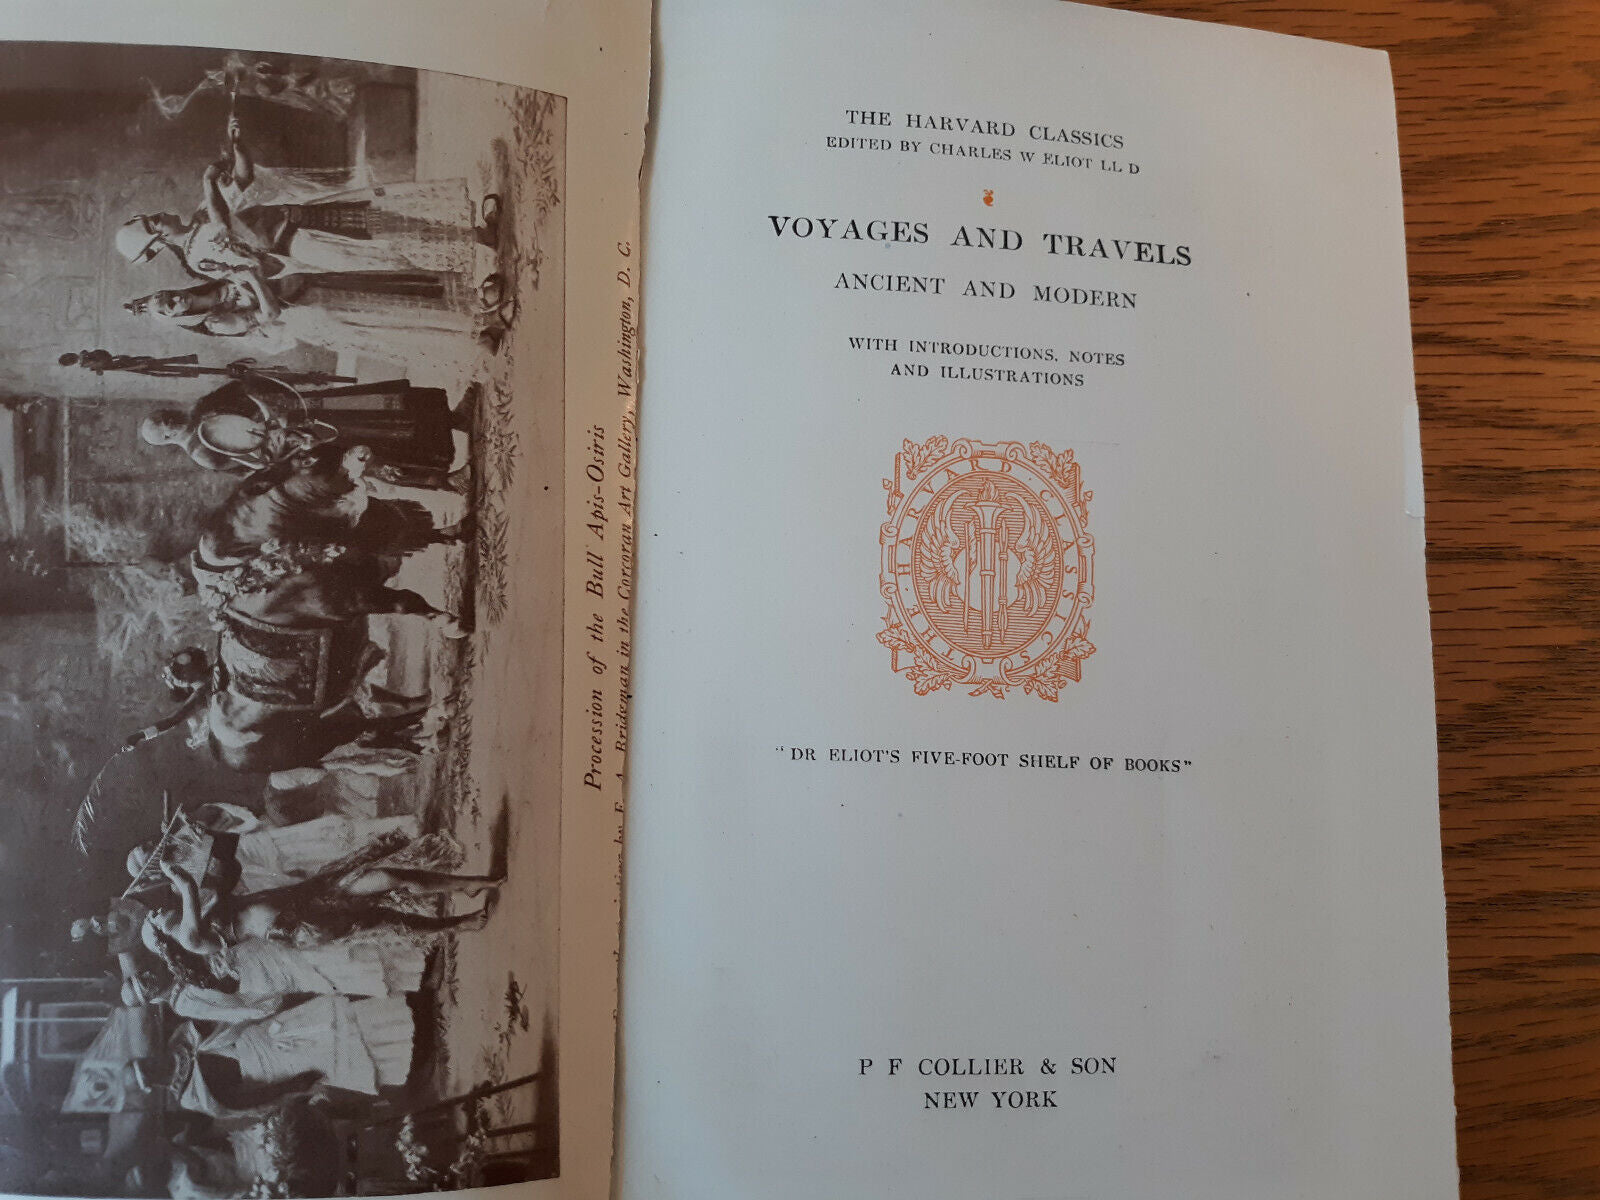 Procession of the Bull Apis-Osiris
by F. A. Bridgman in the Corcoran Art Gallery, Washington, D. C.
THE HARVARD CLASSICS
EDITED BY CHARLES W ELIOT LL D
VOYAGES AND TRAVELS
ANCIENT AND MODERN
WITH INTRODUCTIONS, NOTES
AND ILLUSTRATIONS
THE HARVARD CLASSICS
"DR ELIOT'S FIVE-FOOT SHELF OF BOOKS"
P F COLLIER & SON
NEW YORK